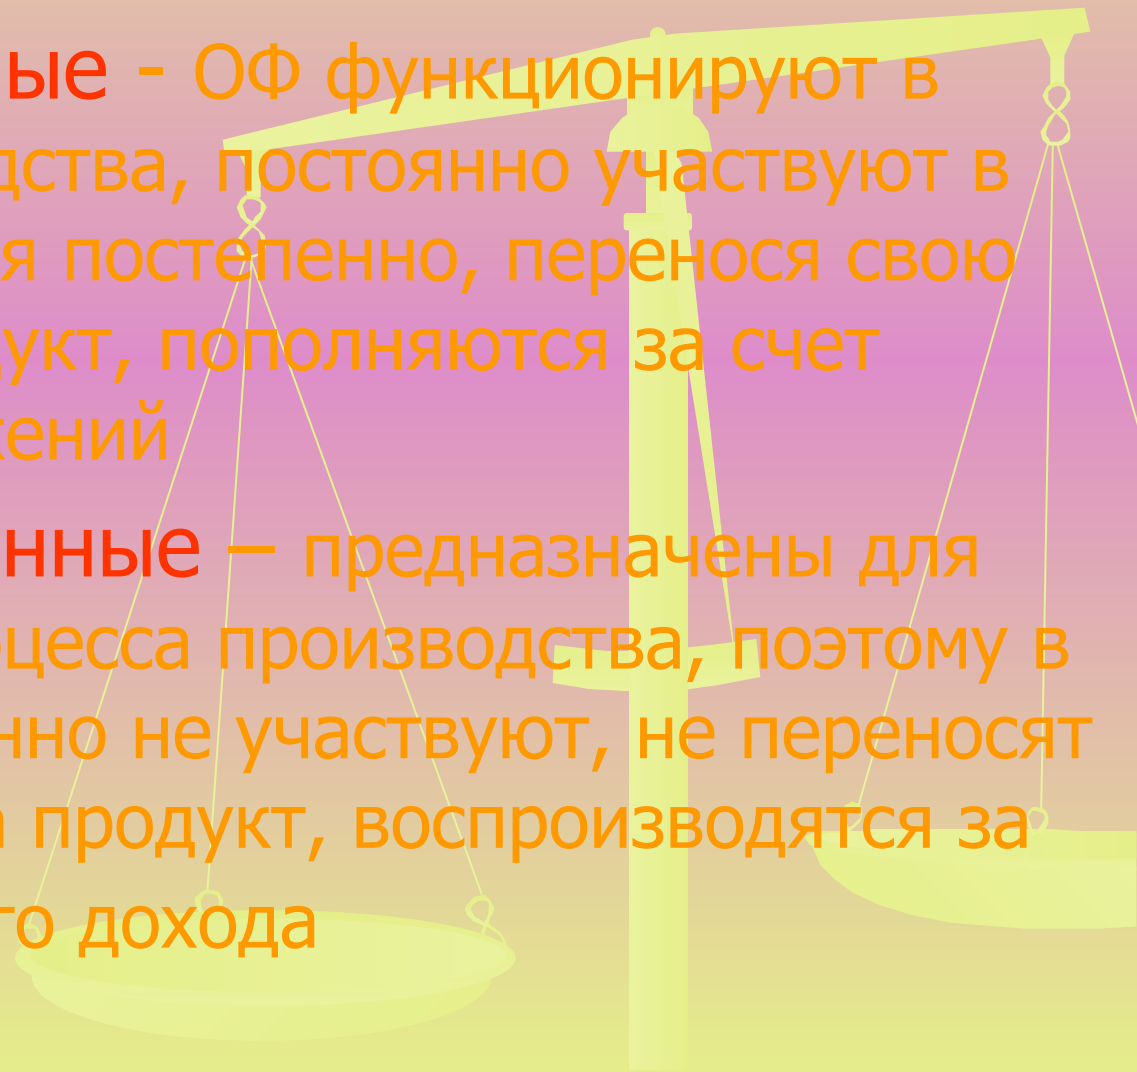 ые - ОФ функционируют в
дства, постоянно участвуют в
я постепенно, перенося свою
укт, пополняются за счет
жений
нные – предназначены для
цесса производства, поэтому в
нно не участвуют, не переносят
продукт, воспроизводятся за
го дохода